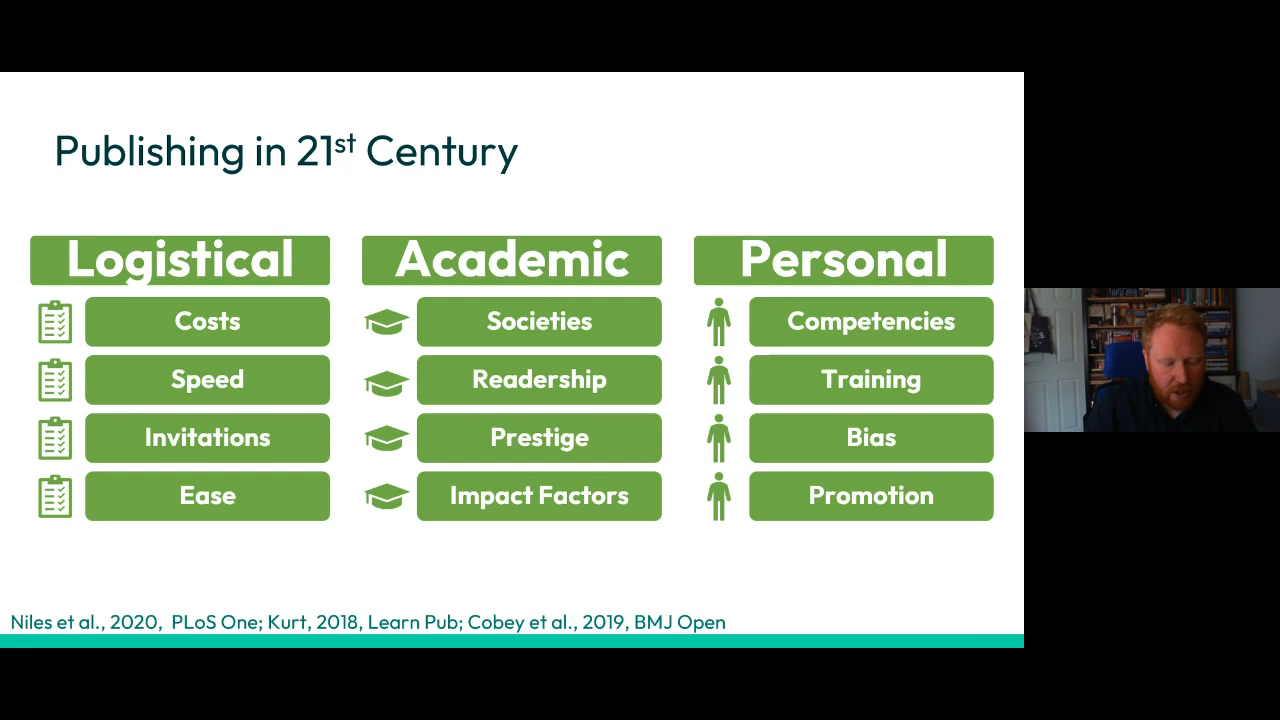 Publishing in 21st Century
Logistical
Costs
Speed
Invitations
Ease
Academic
Societies
Readership
Prestige
Impact Factors
Personal
Competencies
Training
Bias
Promotion
Niles et al., 2020, PLoS One; Kurt, 2018, Learn Pub; Cobey et al., 2019, BMJ Open